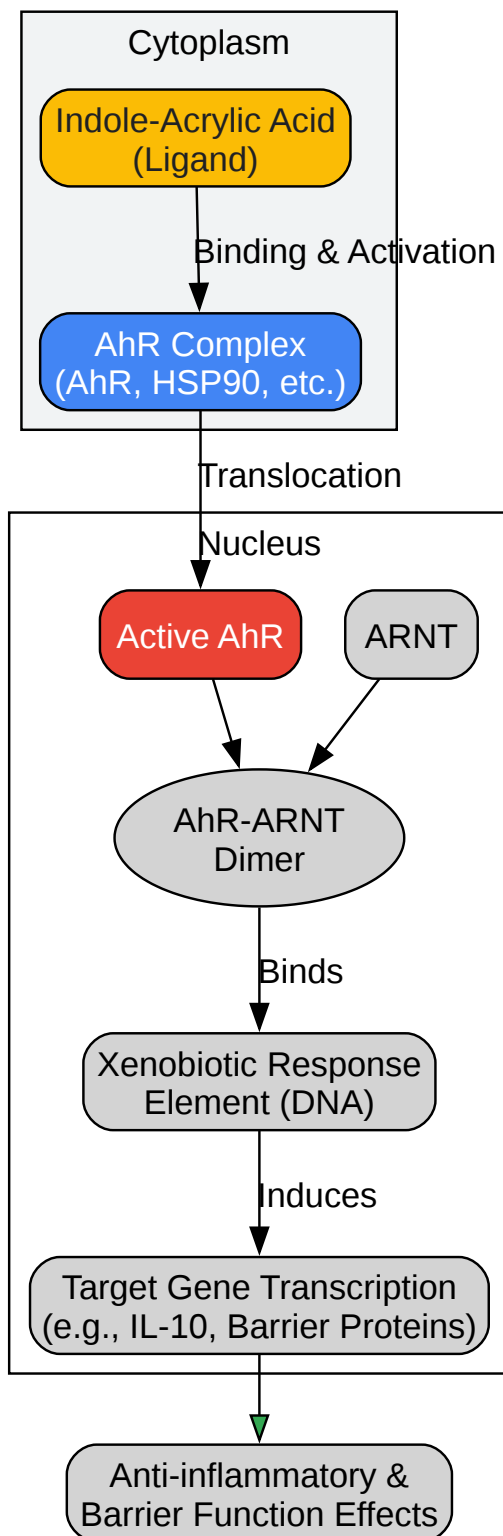 Cytoplasm
Indole-Acrylic Acid
(Ligand)
Binding & Activation
AhR Complex
(AhR, HSP90, etc.)
Translocation
Nucleus
Active AhR
ARNT
AhR-ARNT
Dimer
Binds
Xenobiotic Response
Element (DNA)
Induces
Target Gene Transcription
(e.g., IL-10, Barrier Proteins)
Anti-inflammatory &
Barrier Function Effects